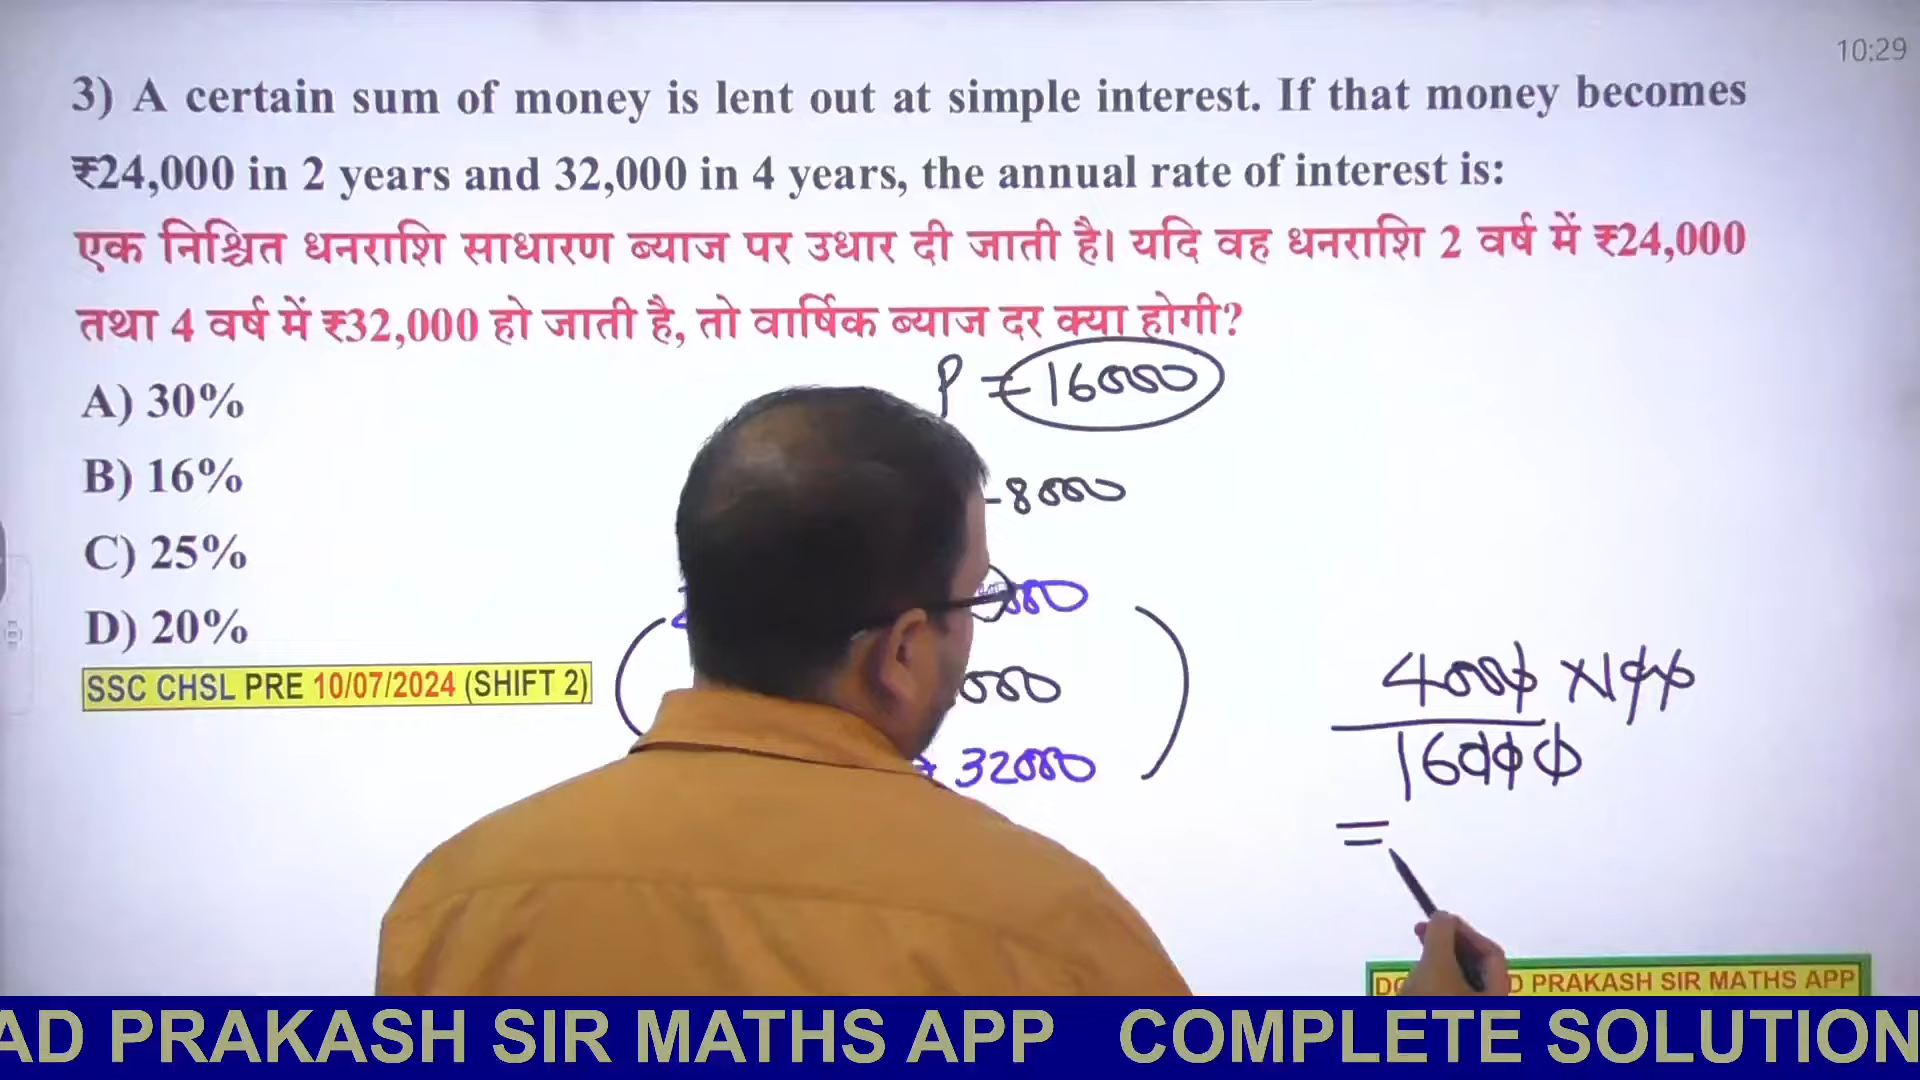 10:29
3) A certain sum of money is lent out at simple interest. If that money becomes
₹24,000 in 2 years and 32,000 in 4 years, the annual rate of interest is:
एक निश्चित धनराशि साधारण ब्याज पर उधार दी जाती है। यदि वह धनराशि 2 वर्ष में ₹24,000
तथा 4 वर्ष में ₹32,000 हो जाती है, तो वार्षिक ब्याज दर क्या होगी?
P = 16000
A) 30%
B) 16%
-8000
C) 25%
D) 20%
SSC CHSL PRE 10/07/2024 (SHIFT 2)
4000 × 100
16000
32000
=
PRAKASH SIR MATHS APP
AD PRAKASH SIR MATHS APP COMPLETE SOLUTION